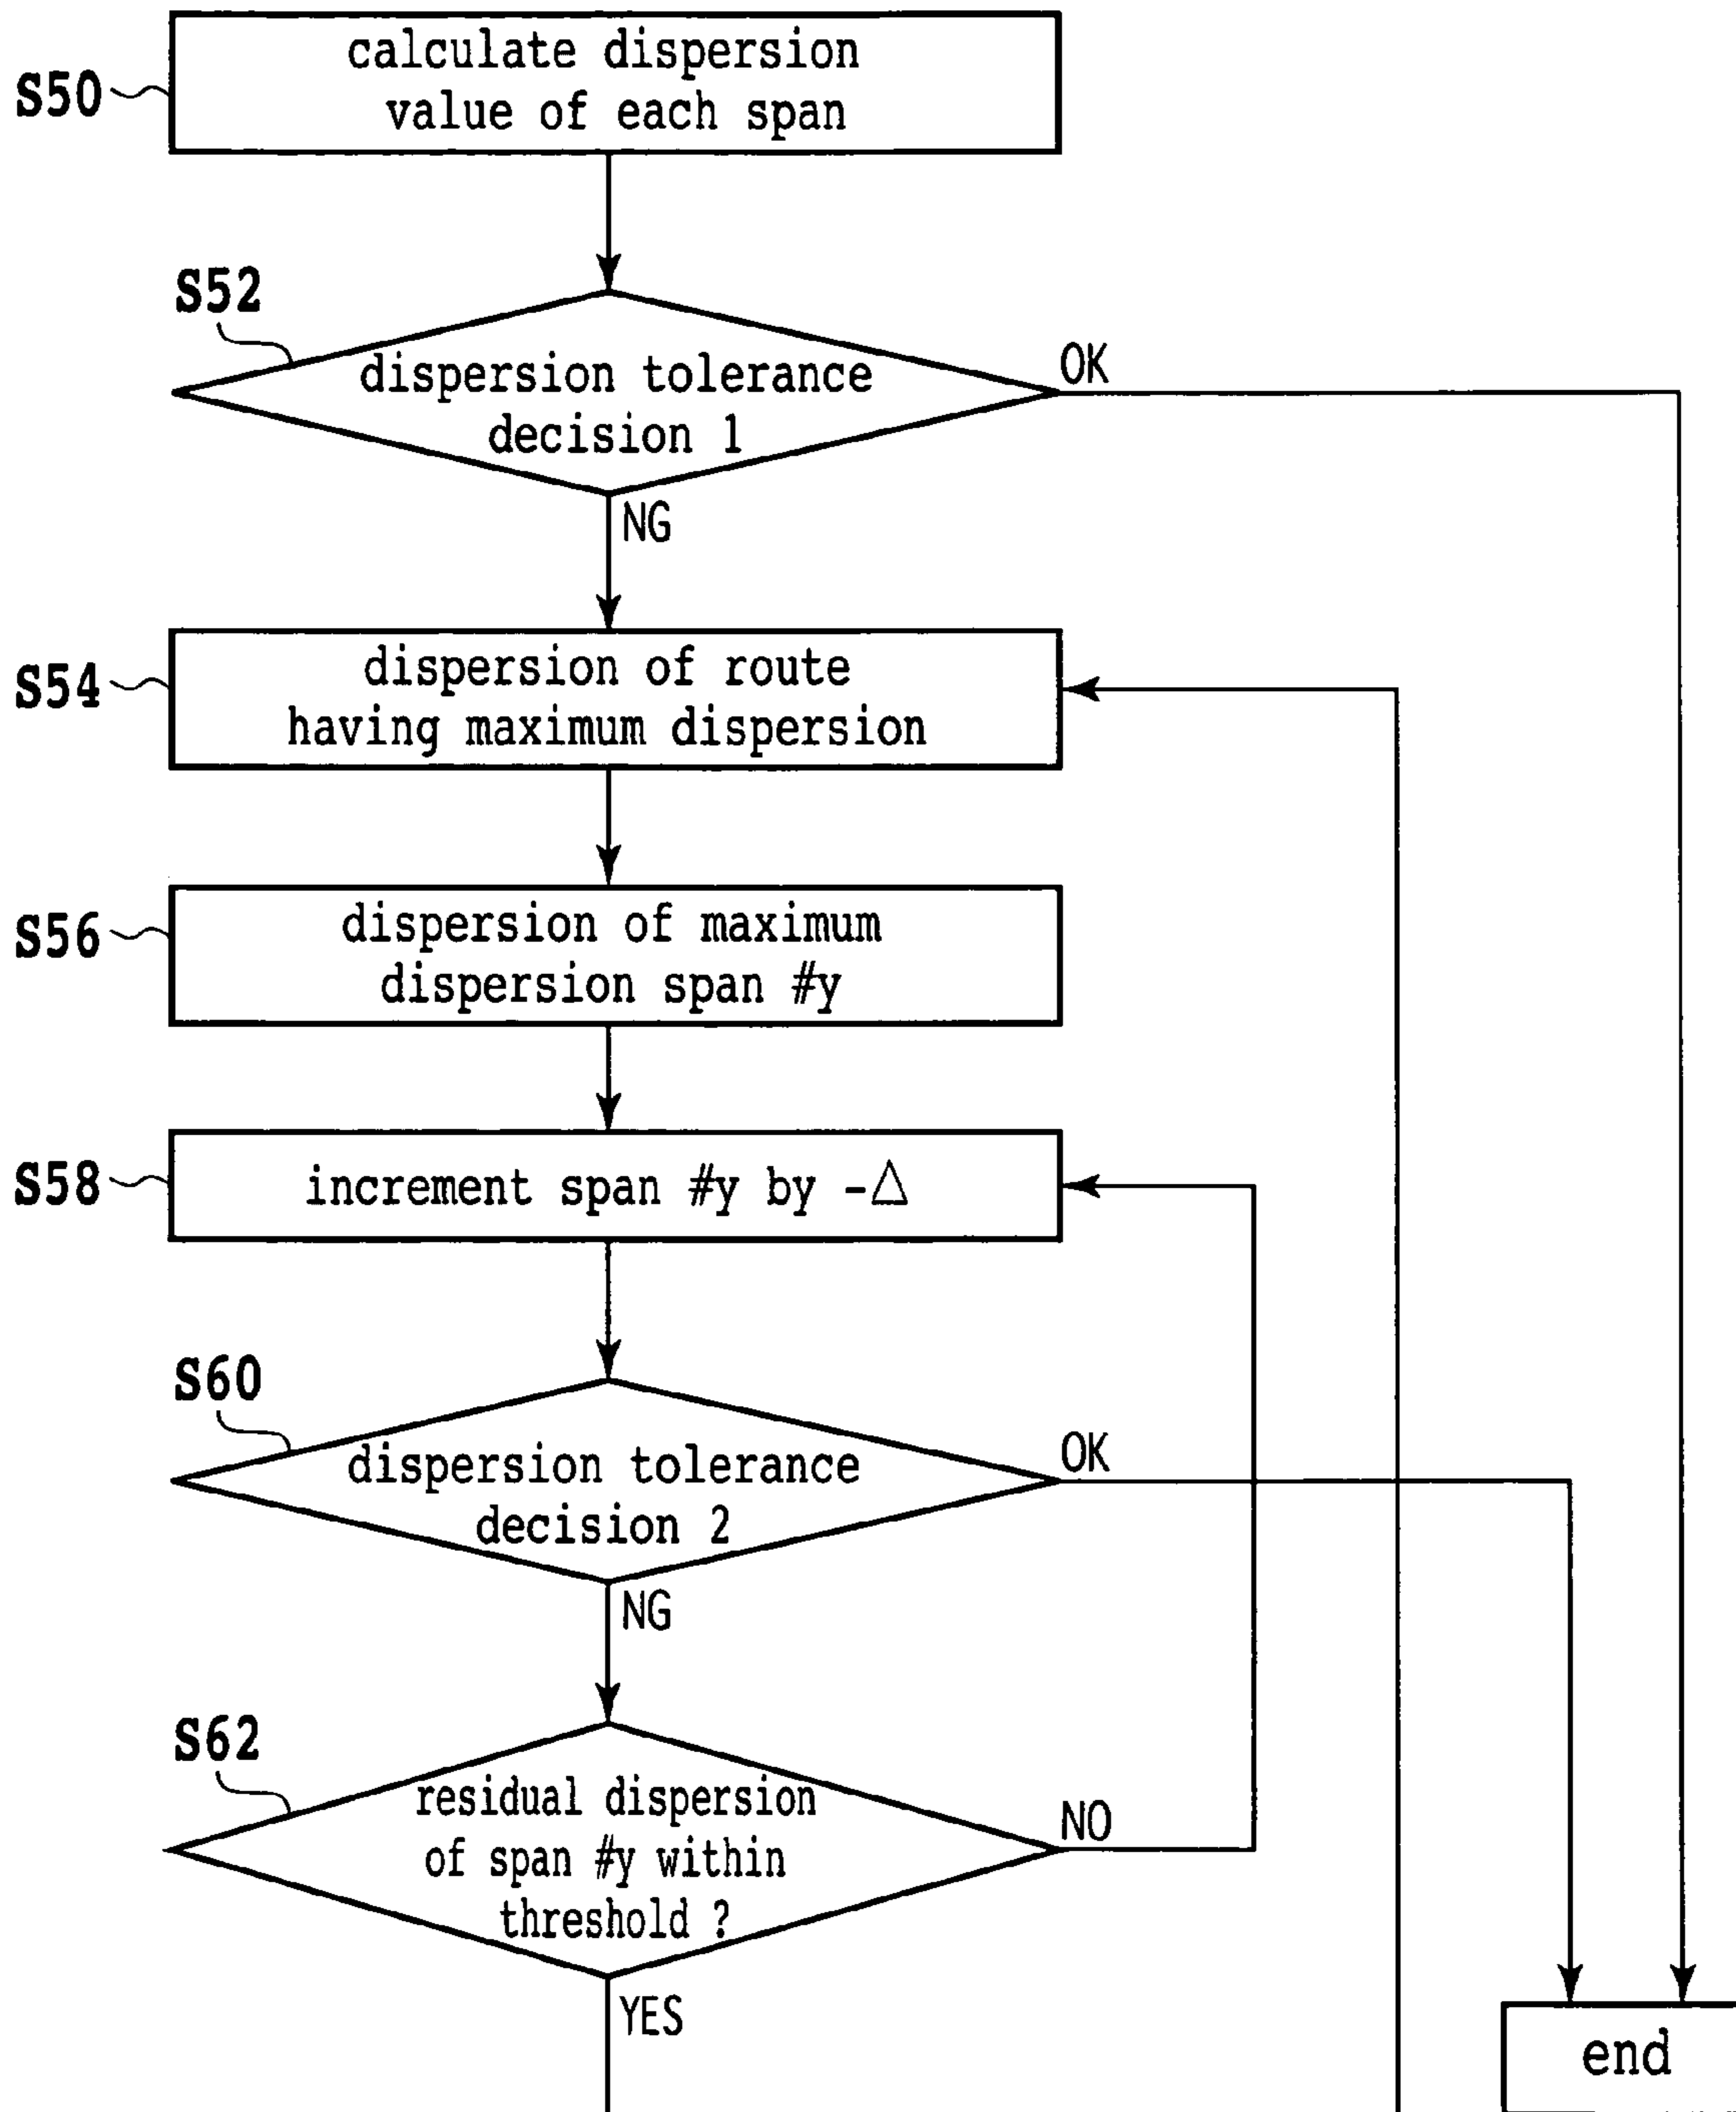 S50
calculate dispersion
value of each span
S52
dispersion tolerance
decision 1
OK
NG
S54
dispersion of route
having maximum dispersion
S56
dispersion of maximum
dispersion span #y
S58
increment span #y by -△
S60
dispersion tolerance
decision 2
OK
NG
S62
residual dispersion
of span #y within
threshold ?
NO
YES
end